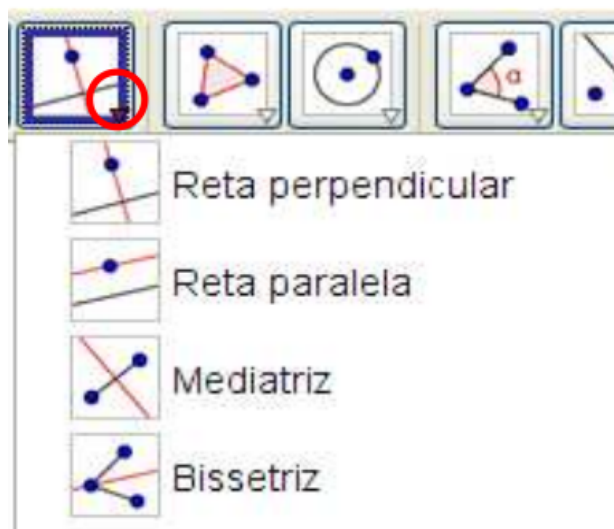 α
Reta perpendicular
Reta paralela
Mediatriz
Bissetriz